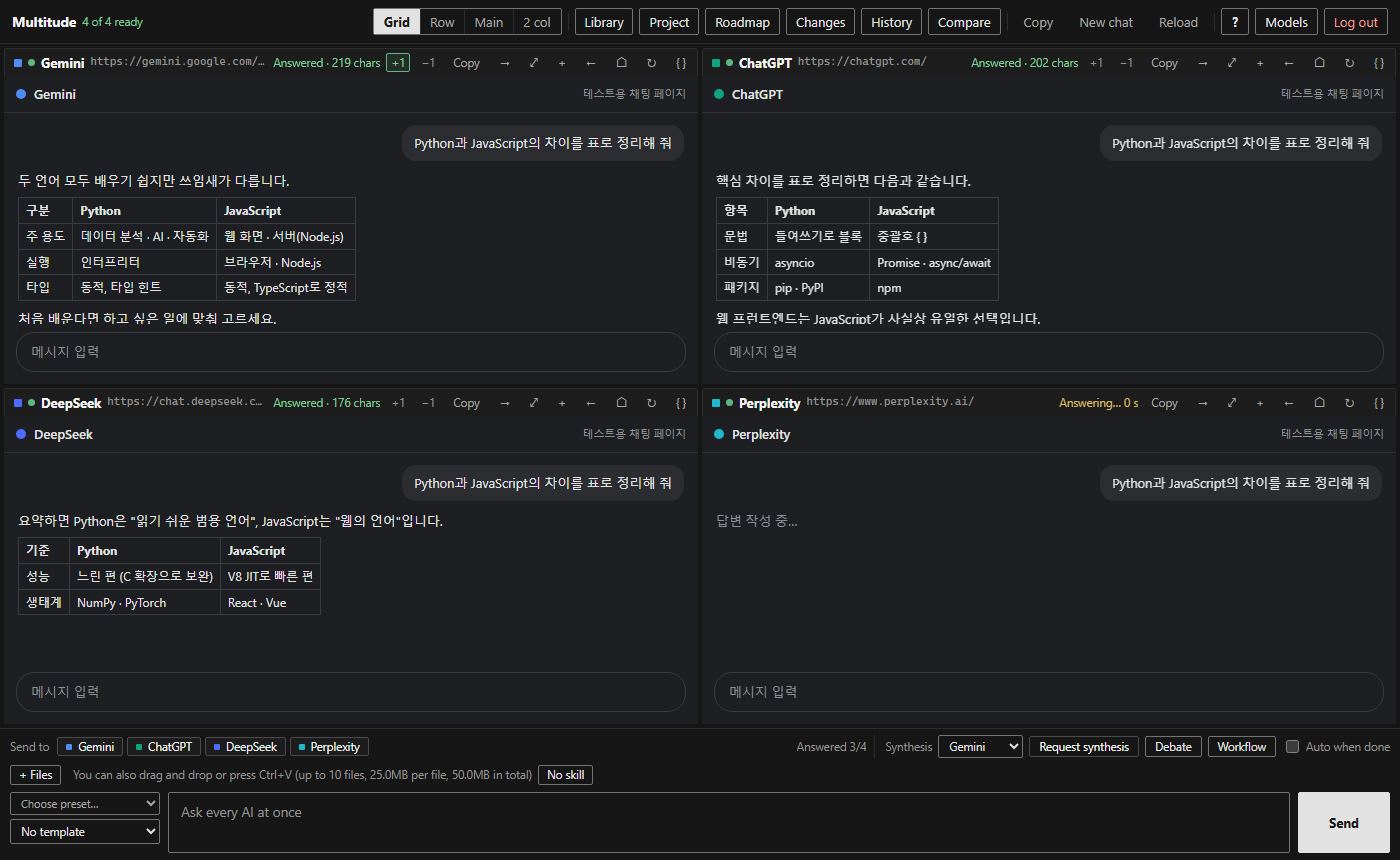 Multitude 4 of 4 ready Grid Row Main 2 col Library Project Roadmap Changes History Compare Copy New chat Reload ? Models Log out
Gemini https://gemini.google.com/… Answered · 219 chars +1 −1 Copy → ⤢ + ← ☖ ↻ { }
Gemini 테스트용 채팅 페이지
Python과 JavaScript의 차이를 표로 정리해 줘
두 언어 모두 배우기 쉽지만 쓰임새가 다릅니다.
구분 Python JavaScript
주 용도 데이터 분석 · AI · 자동화 웹 화면 · 서버(Node.js)
실행 인터프리터 브라우저 · Node.js
타입 동적, 타입 힌트 동적, TypeScript로 정적
처음 배운다면 하고 싶은 일에 맞춰 고르세요.
메시지 입력
ChatGPT https://chatgpt.com/ Answered · 202 chars +1 −1 Copy → ⤢ + ← ☖ ↻ { }
ChatGPT 테스트용 채팅 페이지
Python과 JavaScript의 차이를 표로 정리해 줘
핵심 차이를 표로 정리하면 다음과 같습니다.
항목 Python JavaScript
문법 들여쓰기로 블록 중괄호 { }
비동기 asyncio Promise · async/await
패키지 pip · PyPI npm
웹 프런트엔드는 JavaScript가 사실상 유일한 선택입니다.
메시지 입력
DeepSeek https://chat.deepseek.c… Answered · 176 chars +1 −1 Copy → ⤢ + ← ☖ ↻ { }
DeepSeek 테스트용 채팅 페이지
Python과 JavaScript의 차이를 표로 정리해 줘
요약하면 Python은 "읽기 쉬운 범용 언어", JavaScript는 "웹의 언어"입니다.
기준 Python JavaScript
성능 느린 편 (C 확장으로 보완) V8 JIT로 빠른 편
생태계 NumPy · PyTorch React · Vue
메시지 입력
Perplexity https://www.perplexity.ai/ Answering... 0 s Copy → ⤢ + ← ☖ ↻ { }
Perplexity 테스트용 채팅 페이지
Python과 JavaScript의 차이를 표로 정리해 줘
답변 작성 중...
메시지 입력
Send to Gemini ChatGPT DeepSeek Perplexity Answered 3/4 Synthesis Gemini Request synthesis Debate Workflow Auto when done
+ Files You can also drag and drop or press Ctrl+V (up to 10 files, 25.0MB per file, 50.0MB in total) No skill
Choose preset... Ask every AI at once
No template Send